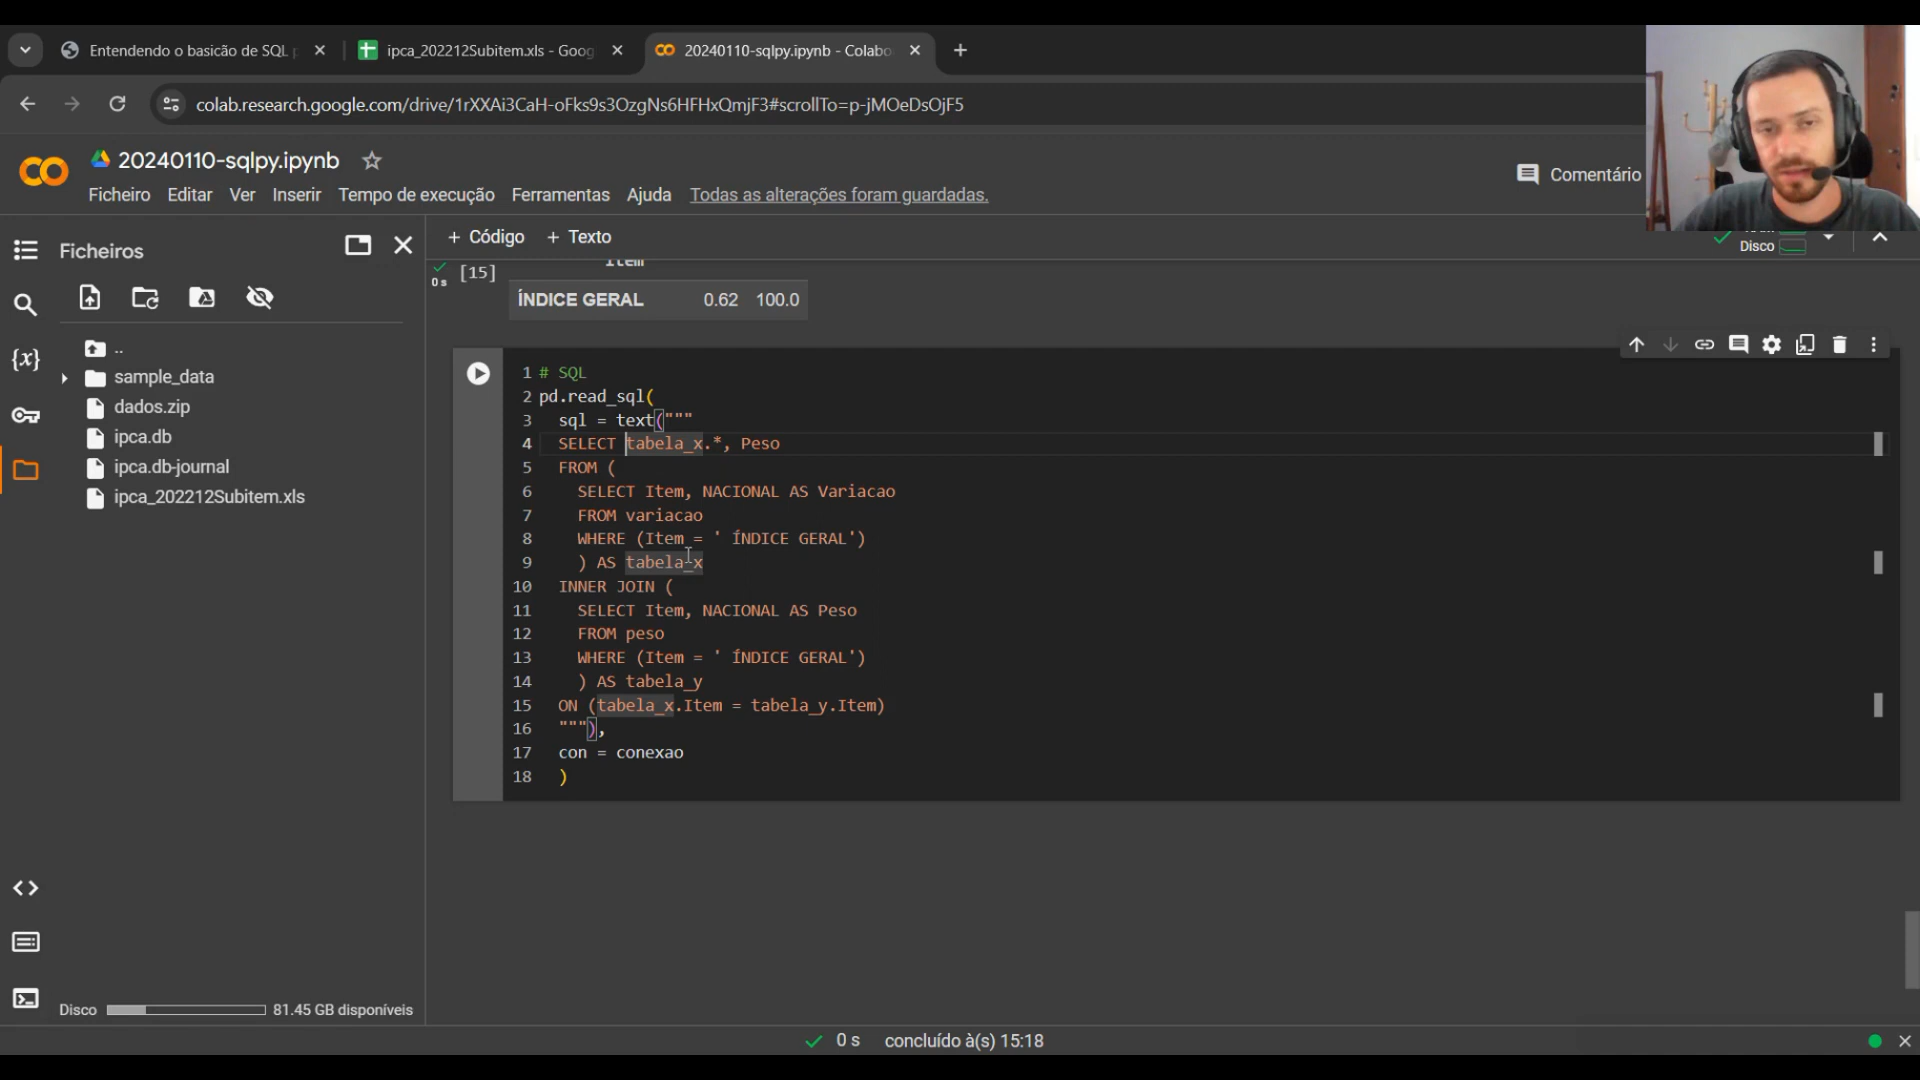 Entendendo o basicão de SQL p
ipca_202212Subitem.xls - Goog
20240110-sqlpy.ipynb - Colabo
colab.research.google.com/drive/1rXXAi3CaH-oFks9s3OzgNs6HFHxQmjF3#scrollTo=p-jMOeDsOjF5
20240110-sqlpy.ipynb
Comentário
Ficheiro Editar Ver Inserir Tempo de execução Ferramentas Ajuda Todas as alterações foram guardadas.
Ficheiros
+ Código + Texto
Disco
Item
[15]
0 s
ÍNDICE GERAL 0.62 100.0
{x}
..
sample_data
dados.zip
ipca.db
ipca.db-journal
ipca_202212Subitem.xls
1 # SQL
2 pd.read_sql(
3 sql = text("""
4 SELECT tabela_x.*, Peso
5 FROM (
6 SELECT Item, NACIONAL AS Variacao
7 FROM variacao
8 WHERE (Item = ' ÍNDICE GERAL')
9 ) AS tabela_x
10 INNER JOIN (
11 SELECT Item, NACIONAL AS Peso
12 FROM peso
13 WHERE (Item = ' ÍNDICE GERAL')
14 ) AS tabela_y
15 ON (tabela_x.Item = tabela_y.Item)
16 """),
17 con = conexao
18 )
Disco 81.45 GB disponíveis
0 s concluído à(s) 15:18